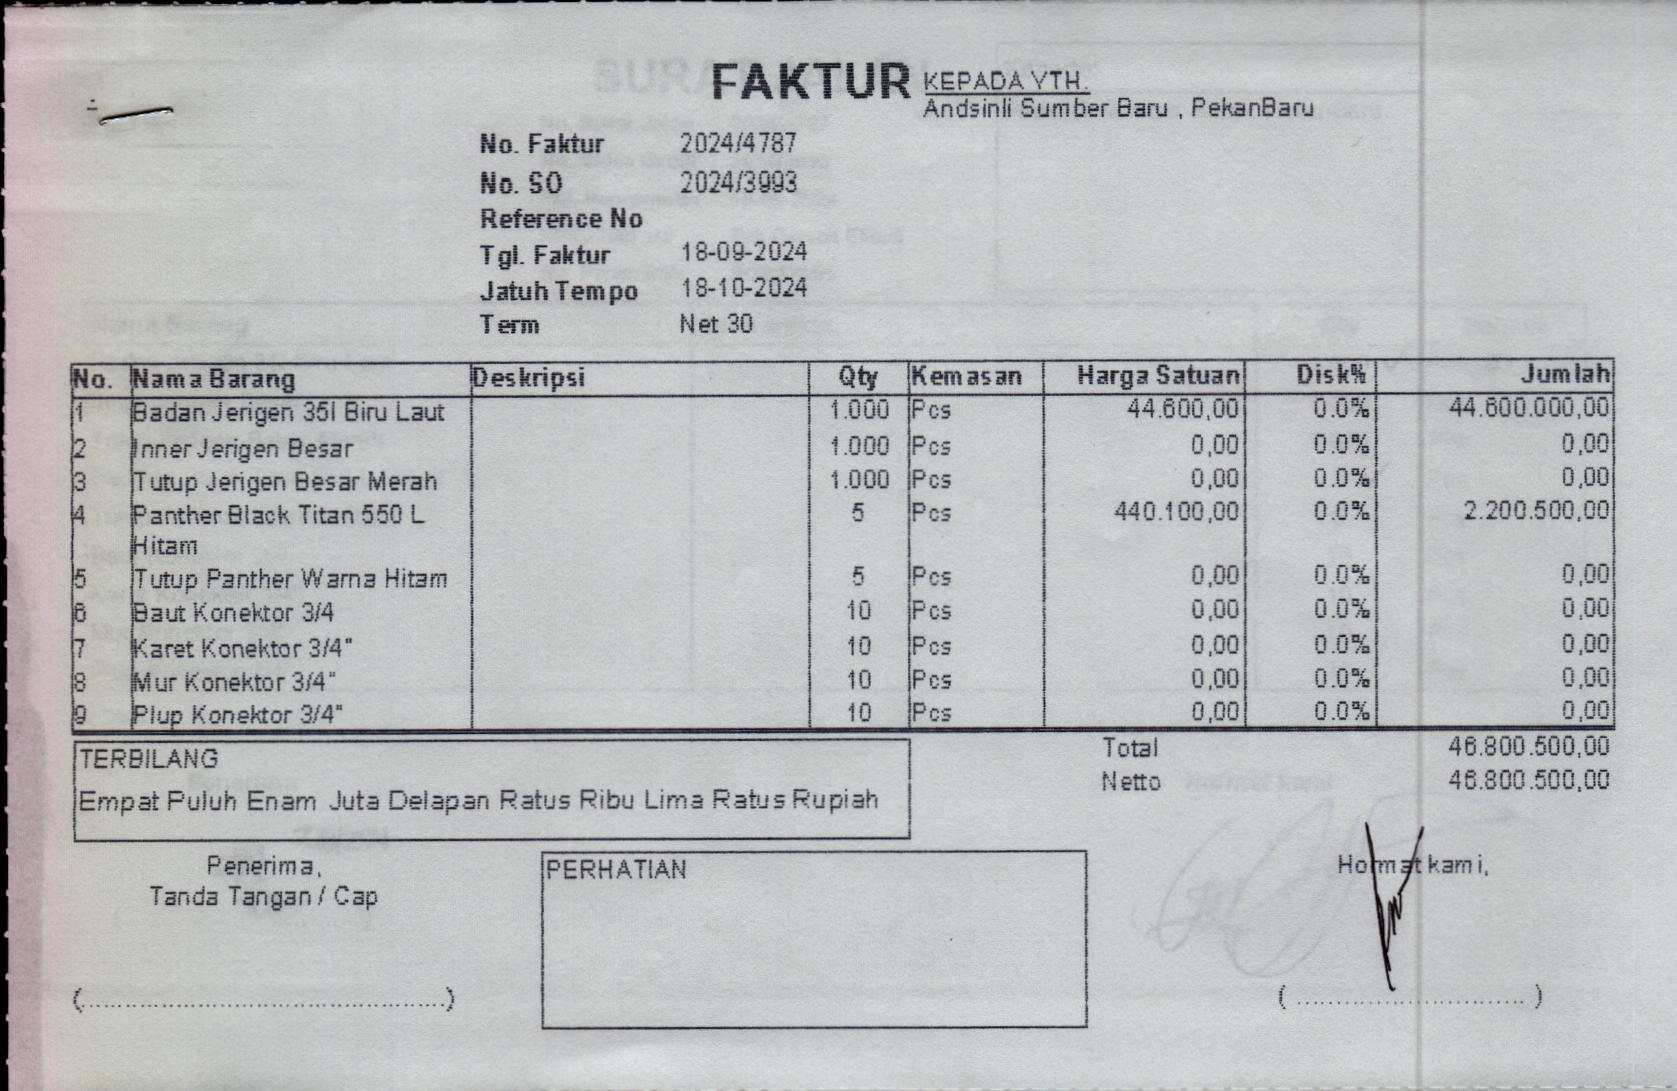 FAKTUR
KEPADA YTH.
Andsinli Sumber Baru , PekanBaru
No. Faktur 2024/4787
No. SO 2024/3993
Reference No
Tgl. Faktur 18-09-2024
Jatuh Tempo 18-10-2024
Term Net 30
No. Nama Barang Deskripsi Qty Kemasan Harga Satuan Disk% Jumlah
1 Badan Jerigen 35l Biru Laut 1.000 Pcs 44.600,00 0.0% 44.600.000,00
2 Inner Jerigen Besar 1.000 Pcs 0,00 0.0% 0,00
3 Tutup Jerigen Besar Merah 1.000 Pcs 0,00 0.0% 0,00
4 Panther Black Titan 550 L 5 Pcs 440.100,00 0.0% 2.200.500,00
Hitam
5 Tutup Panther Warna Hitam 5 Pcs 0,00 0.0% 0,00
6 Baut Konektor 3/4 10 Pcs 0,00 0.0% 0,00
7 Karet Konektor 3/4" 10 Pcs 0,00 0.0% 0,00
8 Mur Konektor 3/4" 10 Pcs 0,00 0.0% 0,00
9 Plup Konektor 3/4" 10 Pcs 0,00 0.0% 0,00
Total 46.800.500,00
Netto 46.800.500,00
TERBILANG
Empat Puluh Enam Juta Delapan Ratus Ribu Lima Ratus Rupiah
Penerima,
Tanda Tangan / Cap
PERHATIAN
Hormat kami,
(..............................................)
( ............................. )